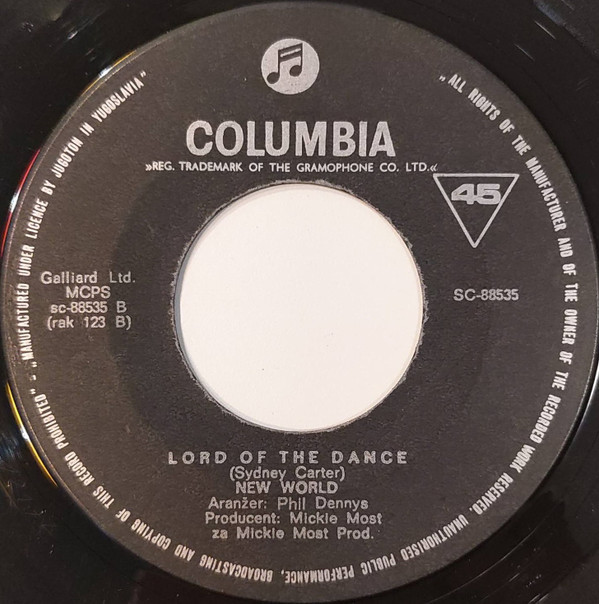 COLUMBIA
»REG. TRADEMARK OF THE GRAMOPHONE CO. LTD.«
45
Galliard Ltd.
MCPS
sc-88535 B
(rak 123 B)
SC-88535
LORD OF THE DANCE
(Sydney Carter)
NEW WORLD
Aranžer: Phil Dennys
Producent: Mickie Most
za Mickie Most Prod.
„MANUFACTURED UNDER LICENCE BY JUGOTON IN YUGOSLAVIA”
„ALL RIGHTS OF THE MANUFACTURER AND OF THE OWNER OF THE RECORDED WORK RESERVED. UNAUTHORISED PUBLIC PERFORMANCE, BROADCASTING AND COPYING OF THIS RECORD PROHIBITED”